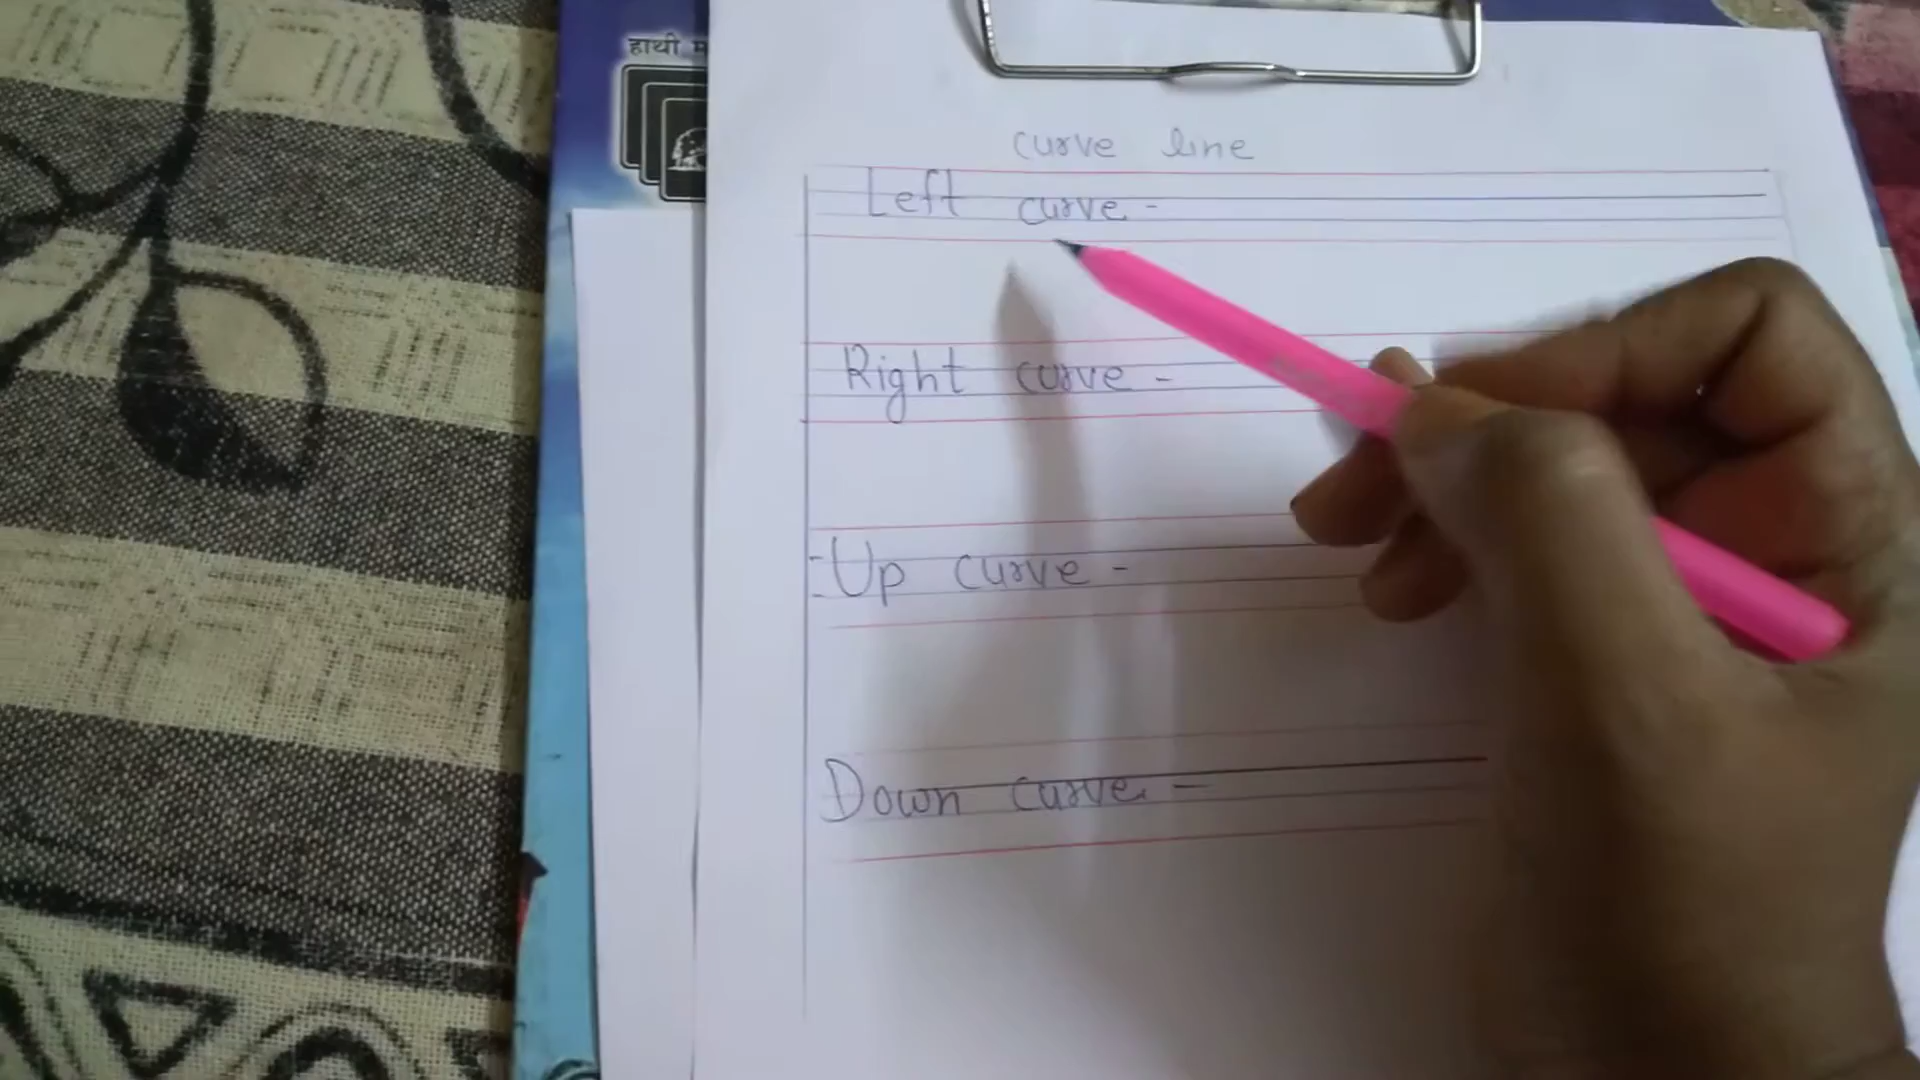 हाथी
curve line
Left curve -
Right curve -
Up curve -
Down curve -